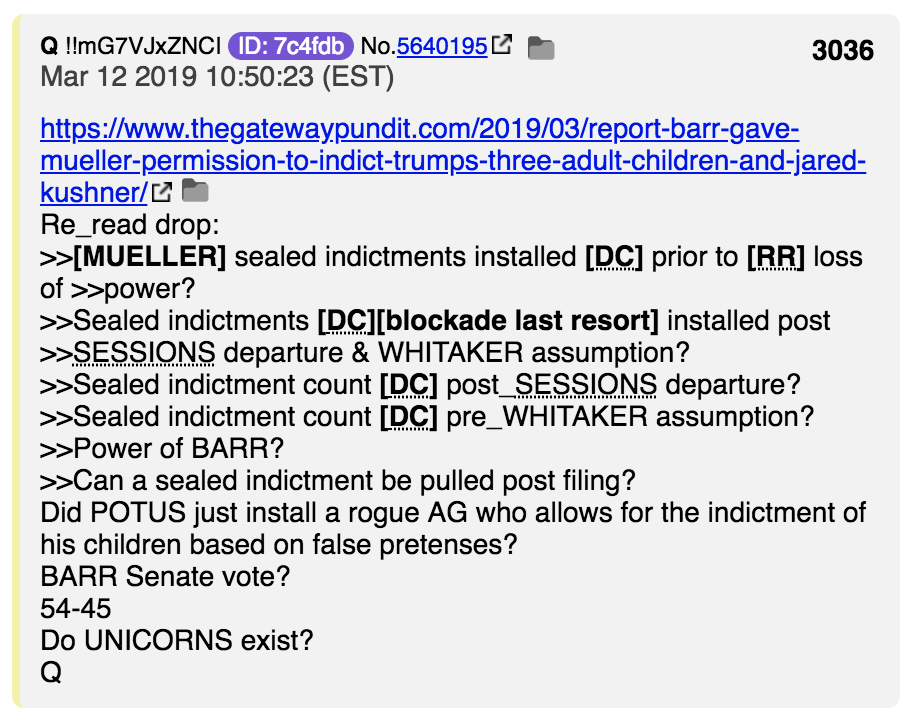 Q !!mG7VJxZNCI ID: 7c4fdb No.5640195 3036
Mar 12 2019 10:50:23 (EST)
https://www.thegatewaypundit.com/2019/03/report-barr-gave-
mueller-permission-to-indict-trumps-three-adult-children-and-jared-
kushner/
Re_read drop:
>>[MUELLER] sealed indictments installed [DC] prior to [RR] loss
of >>power?
>>Sealed indictments [DC][blockade last resort] installed post
>>SESSIONS departure & WHITAKER assumption?
>>Sealed indictment count [DC] post_SESSIONS departure?
>>Sealed indictment count [DC] pre_WHITAKER assumption?
>>Power of BARR?
>>Can a sealed indictment be pulled post filing?
Did POTUS just install a rogue AG who allows for the indictment of
his children based on false pretenses?
BARR Senate vote?
54-45
Do UNICORNS exist?
Q